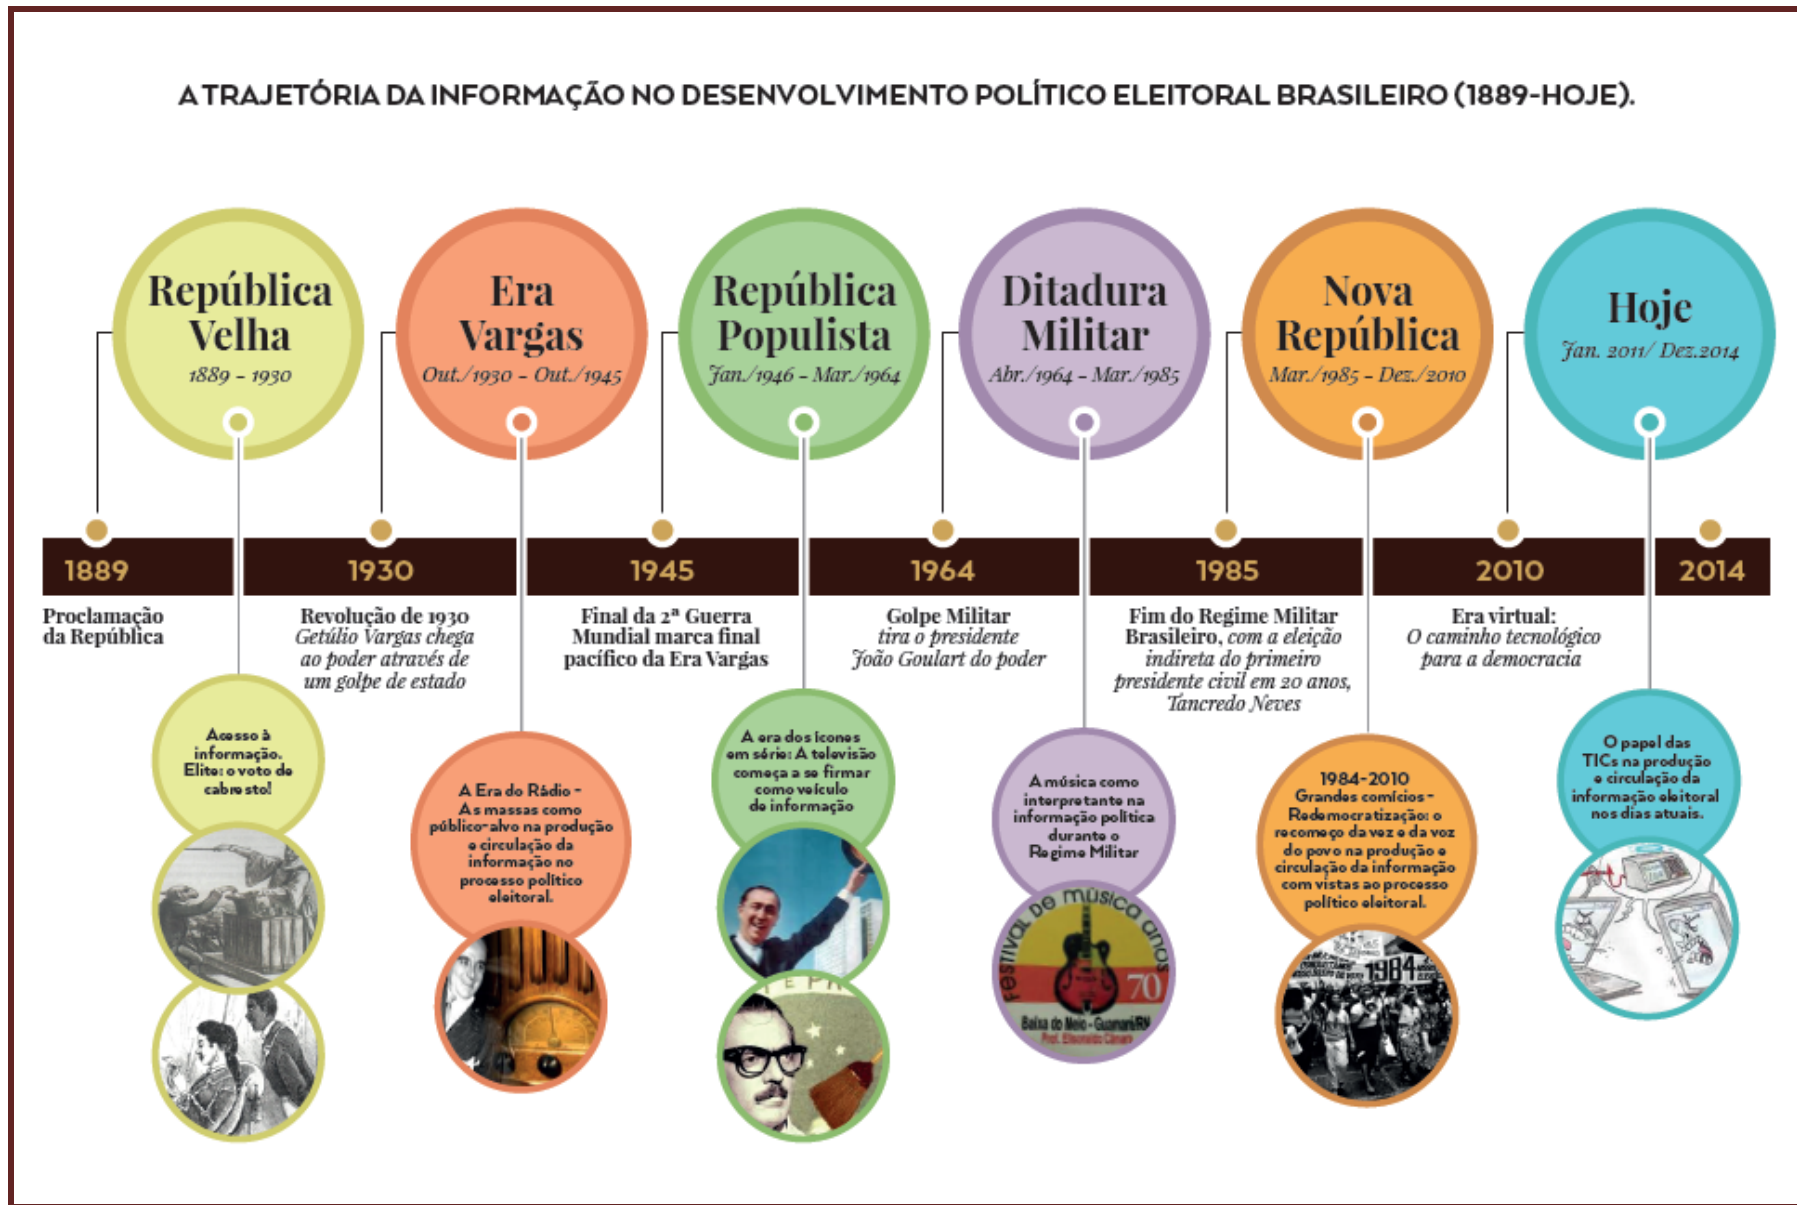 A TRAJETÓRIA DA INFORMAÇÃO NO DESENVOLVIMENTO POLÍTICO ELEITORAL BRASILEIRO (1889-HOJE).
República
Velha
1889 – 1930
Era
Vargas
Out./1930 – Out./1945
República
Populista
Jan./1946 – Mar./1964
Ditadura
Militar
Abr./1964 – Mar./1985
Nova
República
Mar./1985 – Dez./2010
Hoje
Jan. 2011/ Dez.2014
1889
1930
1945
1964
1985
2010
2014
Proclamação
da República
Revolução de 1930
Getúlio Vargas chega
ao poder através de
um golpe de estado
Final da 2ª Guerra
Mundial marca final
pacífico da Era Vargas
Golpe Militar
tira o presidente
João Goulart do poder
Fim do Regime Militar
Brasileiro, com a eleição
indireta do primeiro
presidente civil em 20 anos,
Tancredo Neves
Era virtual:
O caminho tecnológico
para a democracia
Acesso à
informação.
Elite: o voto de
cabresto!
A Era do Rádio –
As massas como
público-alvo na produção
e circulação da
informação no
processo político
eleitoral.
A era dos ícones
em série: A televisão
começa a se firmar
como veículo
de informação
A música como
interpretante na
informação política
durante o
Regime Militar
FESTIVAL DE MÚSICA ANOS
70
Baixa do Meio - Guamaré/RN
1984-2010
Grandes comícios –
Redemocratização: o
recomeço da vez e da voz
do povo na produção e
circulação da informação
com vistas ao processo
político eleitoral.
1984
O papel das
TICs na produção
e circulação da
informação eleitoral
nos dias atuais.